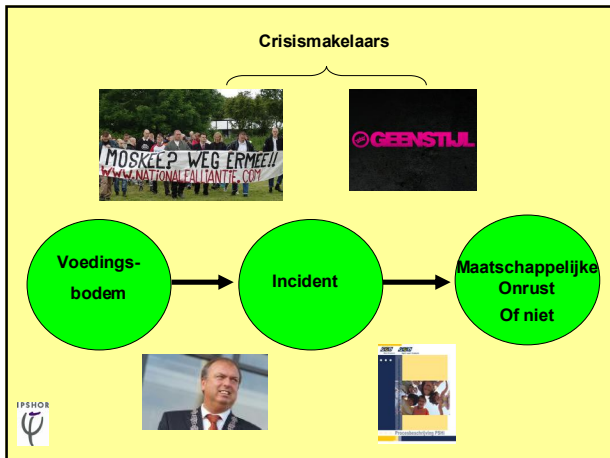 Crisismakelaars
MOSKEE? WEG ERMEE!!
WWW.NATIONALEALLIANTIE.COM
GEENSTIJL
Voedings-
bodem
Incident
Maatschappelijke
Onrust
Of niet
IPSHOR